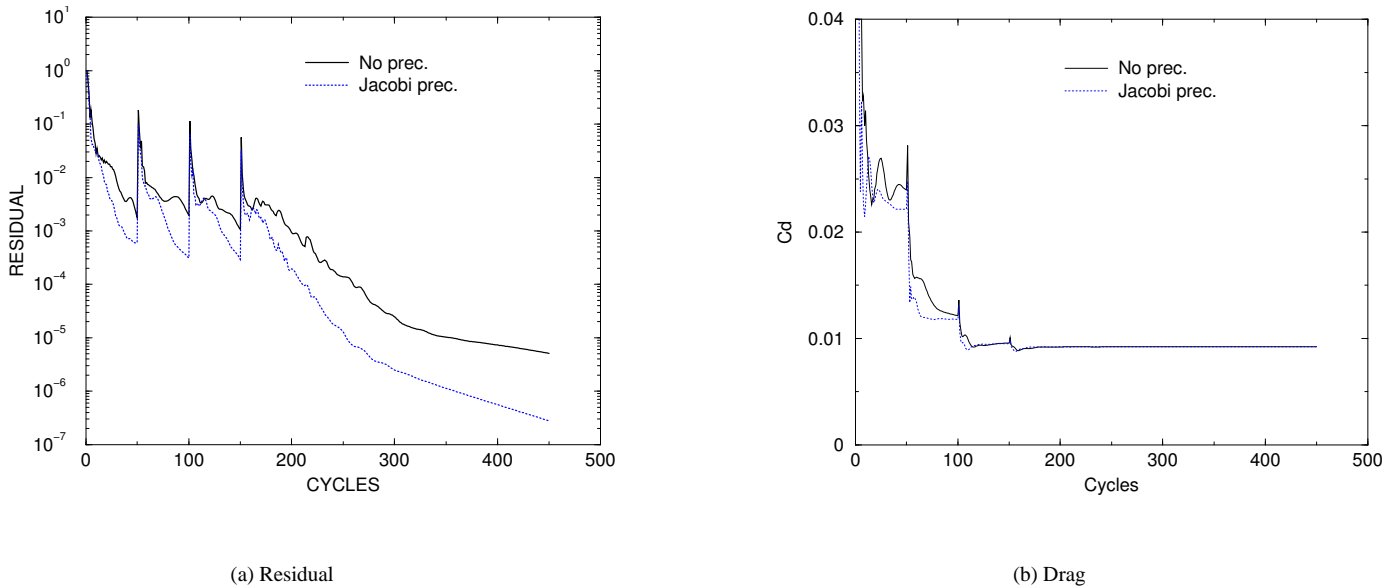 10^1
10^0
10^-1
10^-2
10^-3
10^-4
10^-5
10^-6
10^-7
RESIDUAL
No prec.
Jacobi prec.
0 100 200 300 400 500
CYCLES
(a) Residual
0.04
0.03
0.02
0.01
0
Cd
No prec.
Jacobi prec.
0 100 200 300 400 500
Cycles
(b) Drag